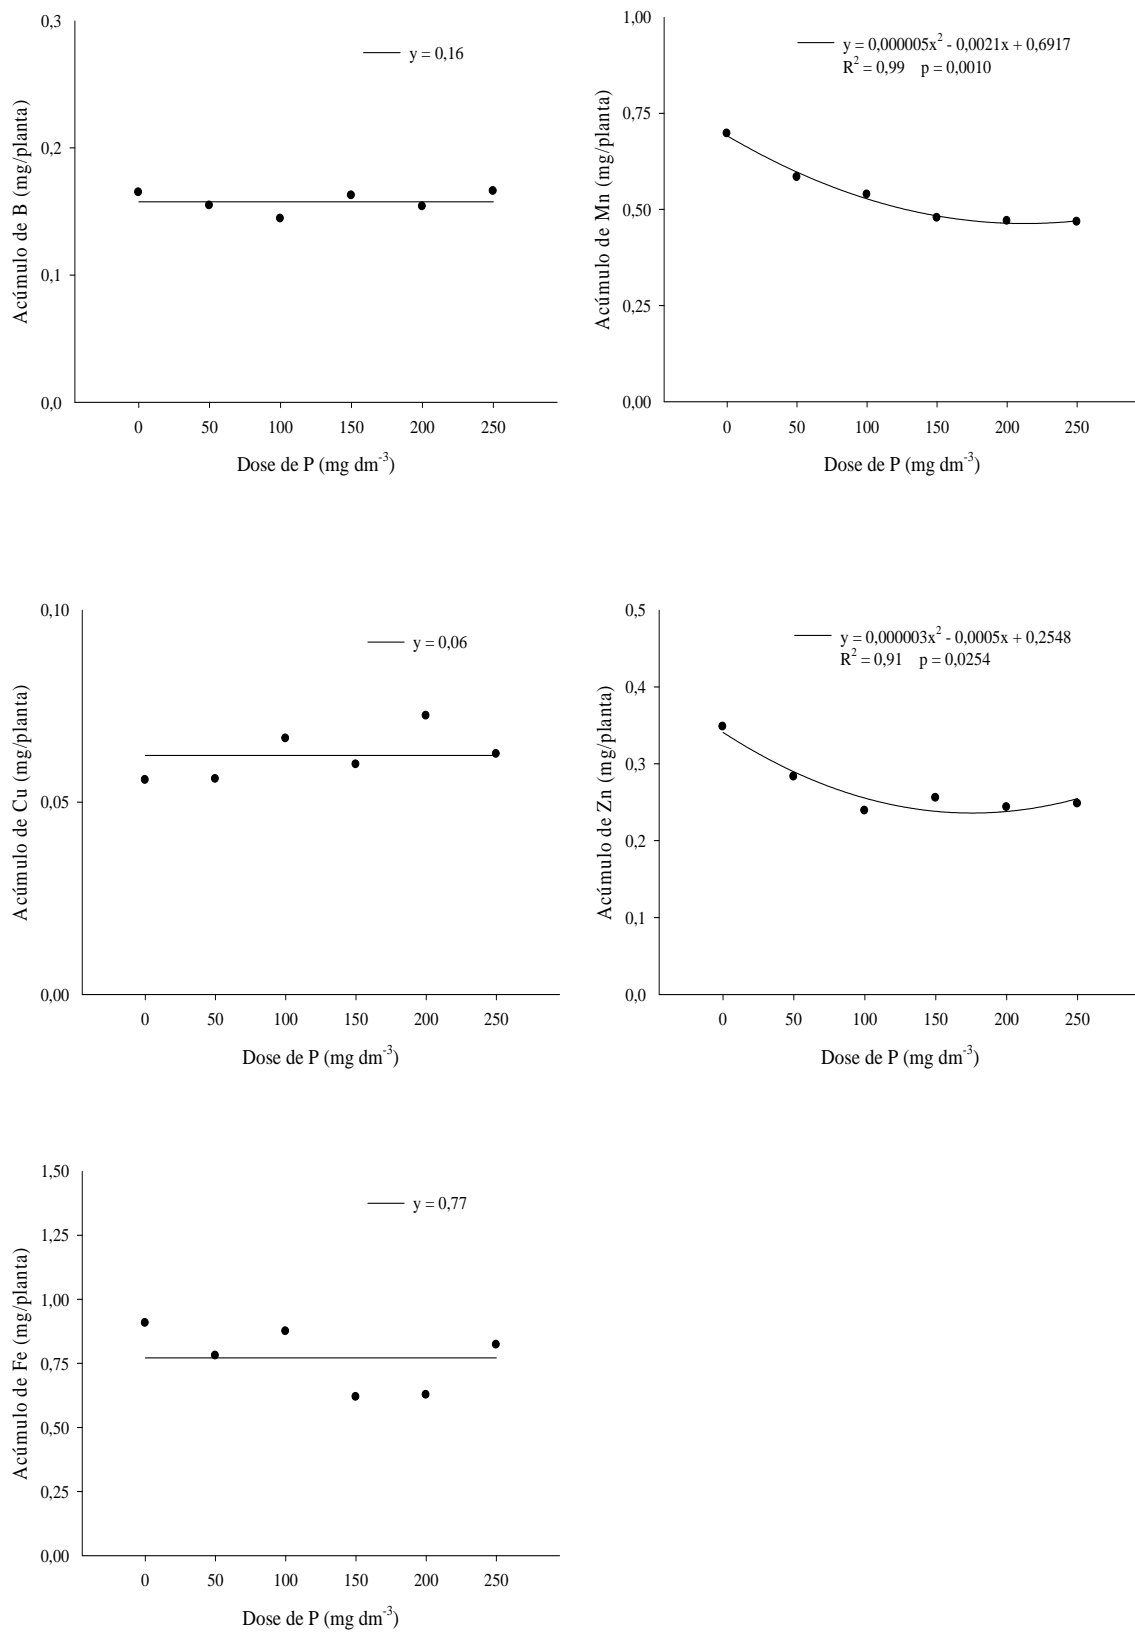 0,3
0,2
0,1
0,0
Acúmulo de B (mg/planta)
y = 0,16
0 50 100 150 200 250
Dose de P (mg dm⁻³)
1,00
0,75
0,50
0,25
0,00
Acúmulo de Mn (mg/planta)
y = 0,000005x² - 0,0021x + 0,6917
R² = 0,99 p = 0,0010
0 50 100 150 200 250
Dose de P (mg dm⁻³)
0,10
0,05
0,00
Acúmulo de Cu (mg/planta)
y = 0,06
0 50 100 150 200 250
Dose de P (mg dm⁻³)
0,5
0,4
0,3
0,2
0,1
0,0
Acúmulo de Zn (mg/planta)
y = 0,000003x² - 0,0005x + 0,2548
R² = 0,91 p = 0,0254
0 50 100 150 200 250
Dose de P (mg dm⁻³)
1,50
1,25
1,00
0,75
0,50
0,25
0,00
Acúmulo de Fe (mg/planta)
y = 0,77
0 50 100 150 200 250
Dose de P (mg dm⁻³)